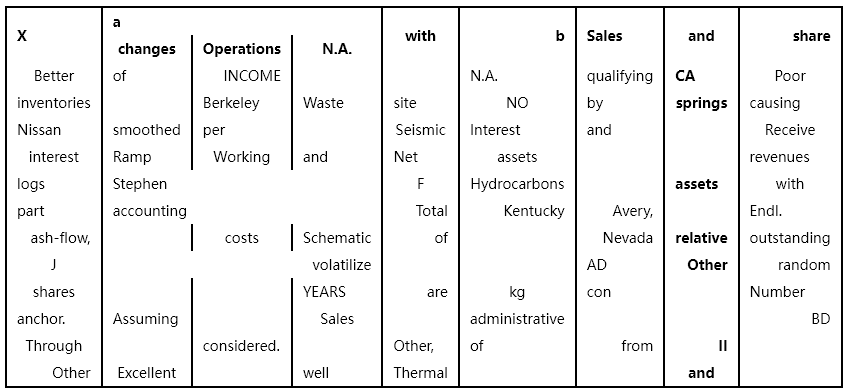 X a with b Sales and share
changes Operations N.A.
Better of INCOME N.A. qualifying CA Poor
inventories Berkeley Waste site NO by springs causing
Nissan smoothed per Seismic Interest and Receive
interest Ramp Working and Net assets revenues
logs Stephen F Hydrocarbons assets with
part accounting Total Kentucky Avery, Endl.
ash-flow, costs Schematic of Nevada relative outstanding
J volatilize AD Other random
shares YEARS are kg con Number
anchor. Assuming Sales administrative BD
Through considered. Other, of from II
Other Excellent well Thermal and